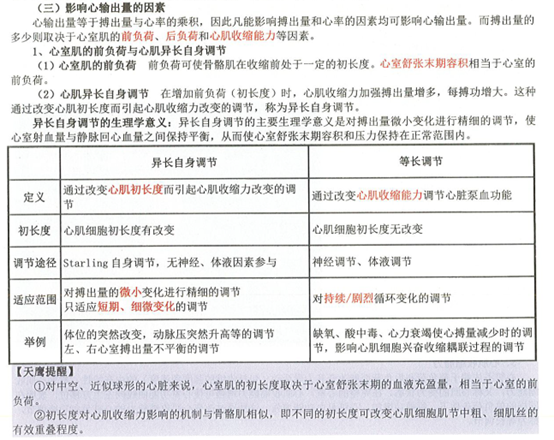 （三）影响心输出量的因素
心输出量等于搏出量与心率的乘积，因此凡能影响搏出量和心率的因素均可影响心输出量。而搏出量的
多少则取决于心室肌的前负荷、后负荷和心肌收缩能力等因素。
1、心室肌的前负荷与心肌异长自身调节
（1）心室肌的前负荷 前负荷可使骨骼肌在收缩前处于一定的初长度。心室舒张末期容积相当于心室的
前负荷。
（2）心肌异长自身调节 在增加前负荷（初长度）时，心肌收缩力加强搏出量增多，每搏功增大。这种
通过改变心肌初长度而引起心肌收缩力改变的调节，称为异长自身调节。
异长自身调节的生理学意义：异长自身调节的主要生理学意义是对搏出量微小变化进行精细的调节，使
心室射血量与静脉回心血量之间保持平衡，从而使心室舒张末期容积和压力保持在正常范围内。
异长自身调节 等长调节
定义 通过改变心肌初长度而引起心肌收缩力改变的调节 通过改变心肌收缩能力调节心脏泵血功能
初长度 心肌细胞初长度有改变 心肌细胞初长度无改变
调节途径 Starling 自身调节，无神经、体液因素参与 神经调节、体液调节
适应范围 对搏出量的微小变化进行精细的调节
只适应短期、细微变化的调节 对持续/剧烈循环变化的调节
举例 体位的突然改变，动脉压突然升高等的调节
左、右心室搏出量不平衡的调节 缺氧、酸中毒、心力衰竭使心搏量减少时的调
节，影响心肌细胞兴奋收缩耦联过程的调节
【天鹰提醒】
①对中空、近似球形的心脏来说，心室肌的初长度取决于心室舒张末期的血液充盈量，相当于心室的前
负荷。
②初长度对心肌收缩力影响的机制与骨骼肌相似，即不同的初长度可改变心肌细胞肌节中粗、细肌丝的
有效重叠程度。